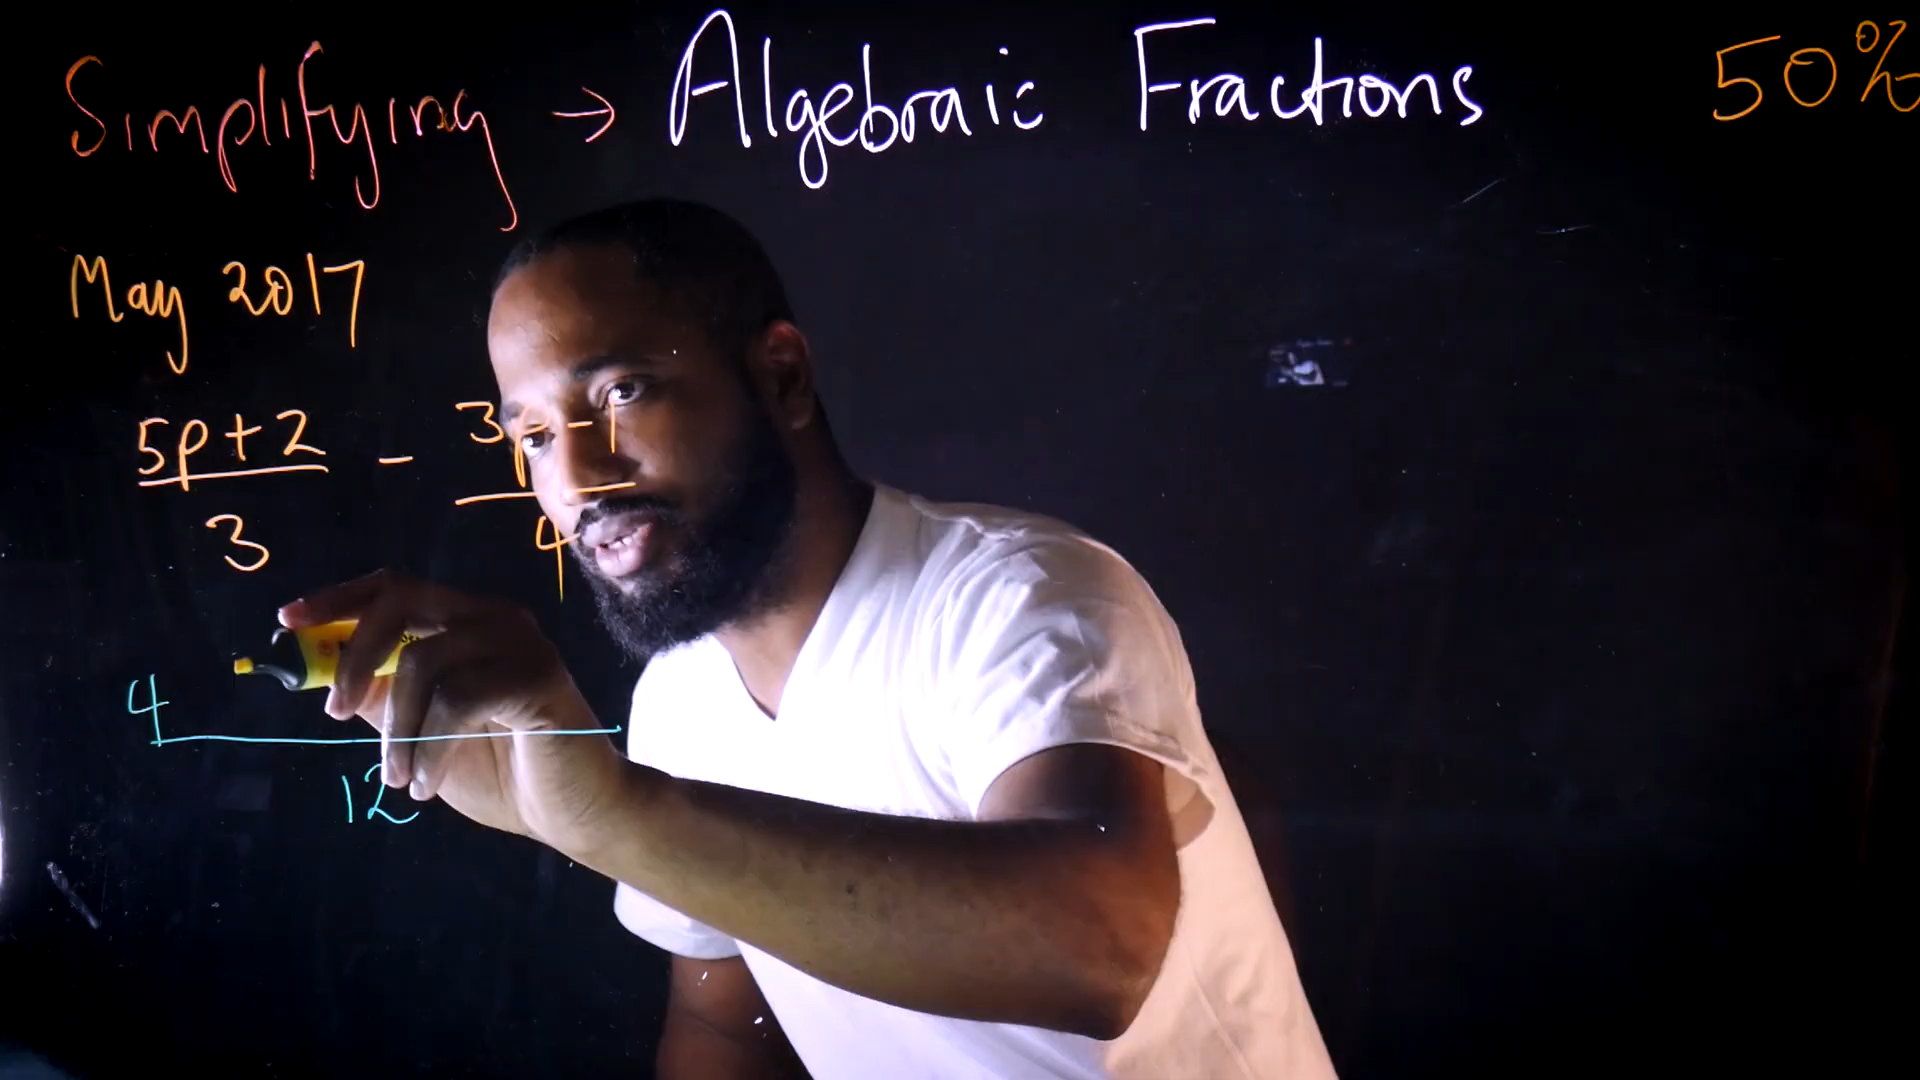 Simplifying → Algebraic Fractions
50%
May 2017
5p+2 - 3p-1
3 4
4
12